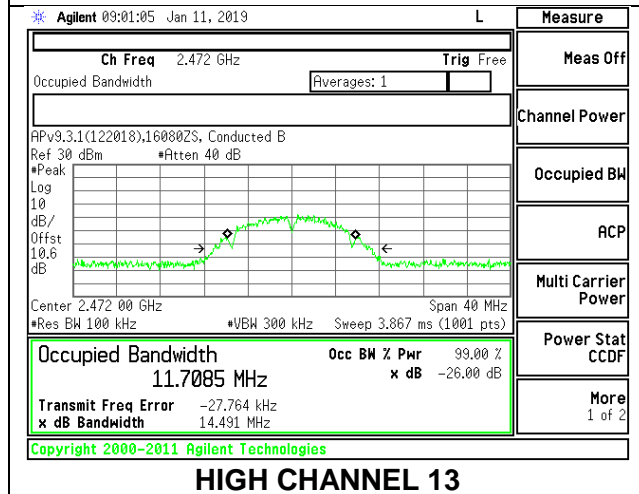 Agilent 09:01:05 Jan 11, 2019 L
Measure
Ch Freq 2.472 GHz Trig Free
Occupied Bandwidth Averages: 1
Meas Off
Channel Power
Occupied BW
ACP
Multi Carrier
Power
Power Stat
CCDF
More
1 of 2
APv9.3.1(122018),16080ZS, Conducted B
Ref 30 dBm #Atten 40 dB
#Peak
Log
10
dB/
Offst
10.6
dB
Center 2.472 00 GHz Span 40 MHz
#Res BW 100 kHz #VBW 300 kHz Sweep 3.867 ms (1001 pts)
Occupied Bandwidth Occ BW % Pwr 99.00 %
11.7085 MHz x dB -26.00 dB
Transmit Freq Error -27.764 kHz
x dB Bandwidth 14.491 MHz
Copyright 2000-2011 Agilent Technologies
HIGH CHANNEL 13